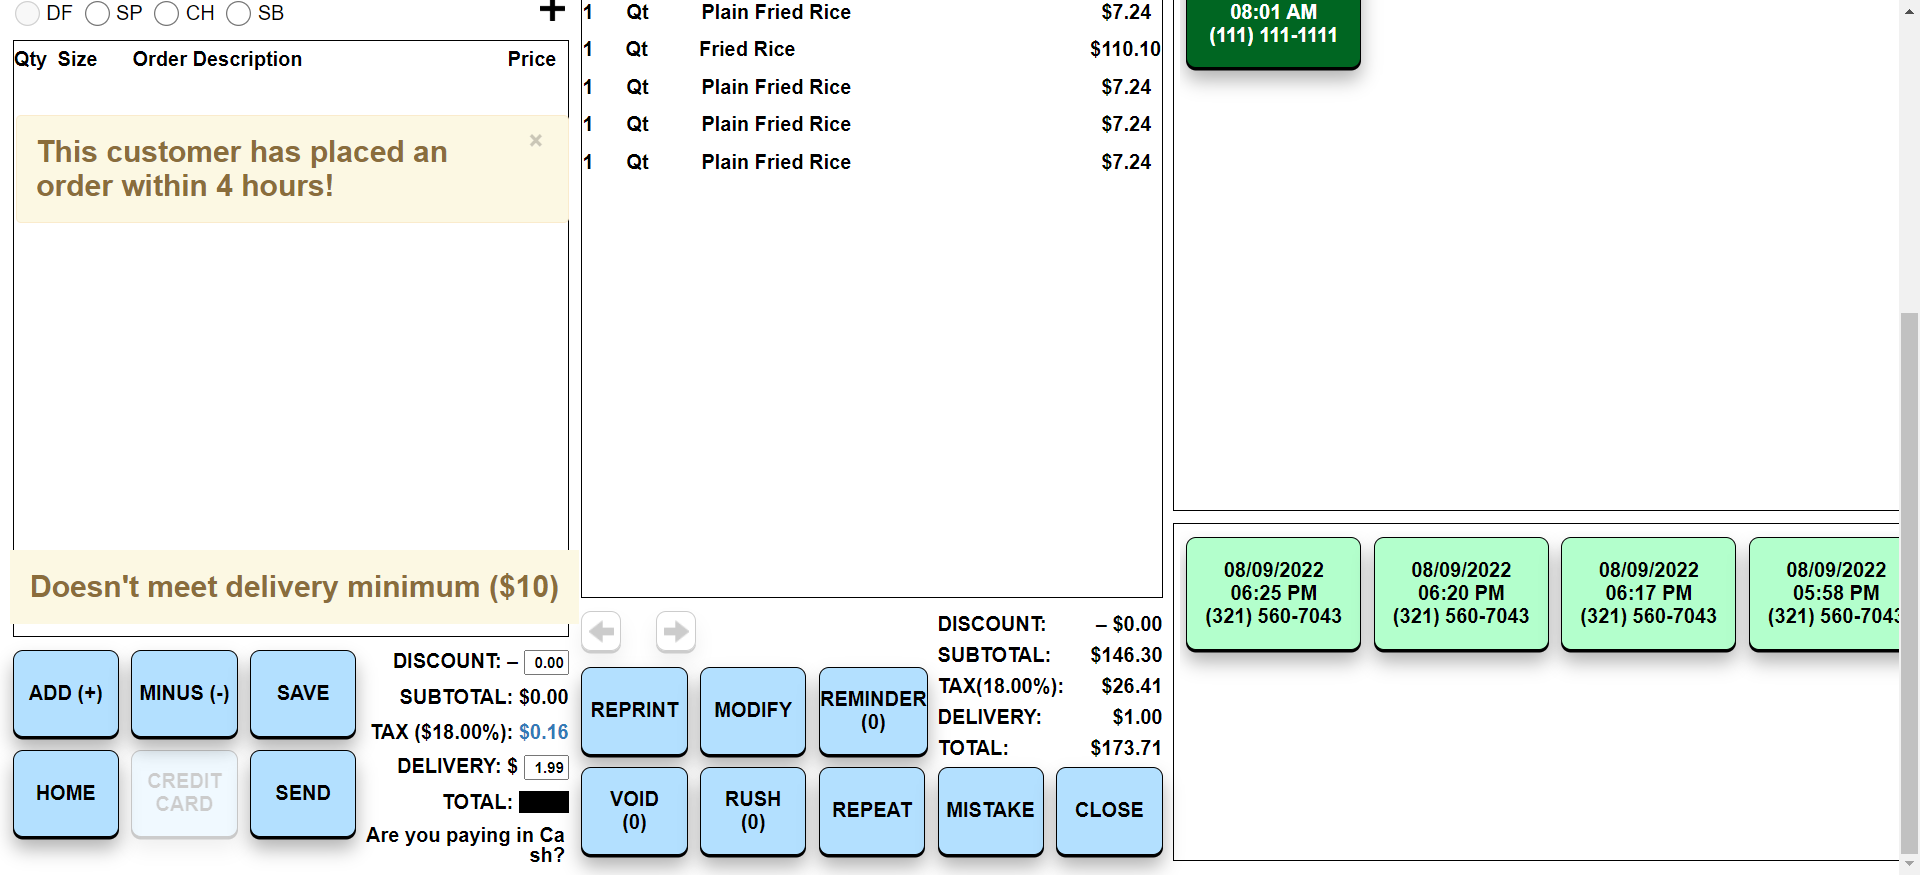 DF SP CH SB +
Qty Size Order Description Price
This customer has placed an ×
order within 4 hours!
Doesn't meet delivery minimum ($10)
ADD (+) MINUS (-) SAVE
HOME CREDIT CARD SEND
DISCOUNT: – 0.00
SUBTOTAL: $0.00
TAX ($18.00%): $0.16
DELIVERY: $ 1.99
TOTAL:
Are you paying in Ca
sh?
1 Qt Plain Fried Rice $7.24
1 Qt Fried Rice $110.10
1 Qt Plain Fried Rice $7.24
1 Qt Plain Fried Rice $7.24
1 Qt Plain Fried Rice $7.24
DISCOUNT: – $0.00
SUBTOTAL: $146.30
TAX(18.00%): $26.41
DELIVERY: $1.00
TOTAL: $173.71
REPRINT MODIFY REMINDER
(0)
VOID
(0)
RUSH
(0)
REPEAT MISTAKE CLOSE
08:01 AM
(111) 111-1111
08/09/2022
06:25 PM
(321) 560-7043
08/09/2022
06:20 PM
(321) 560-7043
08/09/2022
06:17 PM
(321) 560-7043
08/09/2022
05:58 PM
(321) 560-7043